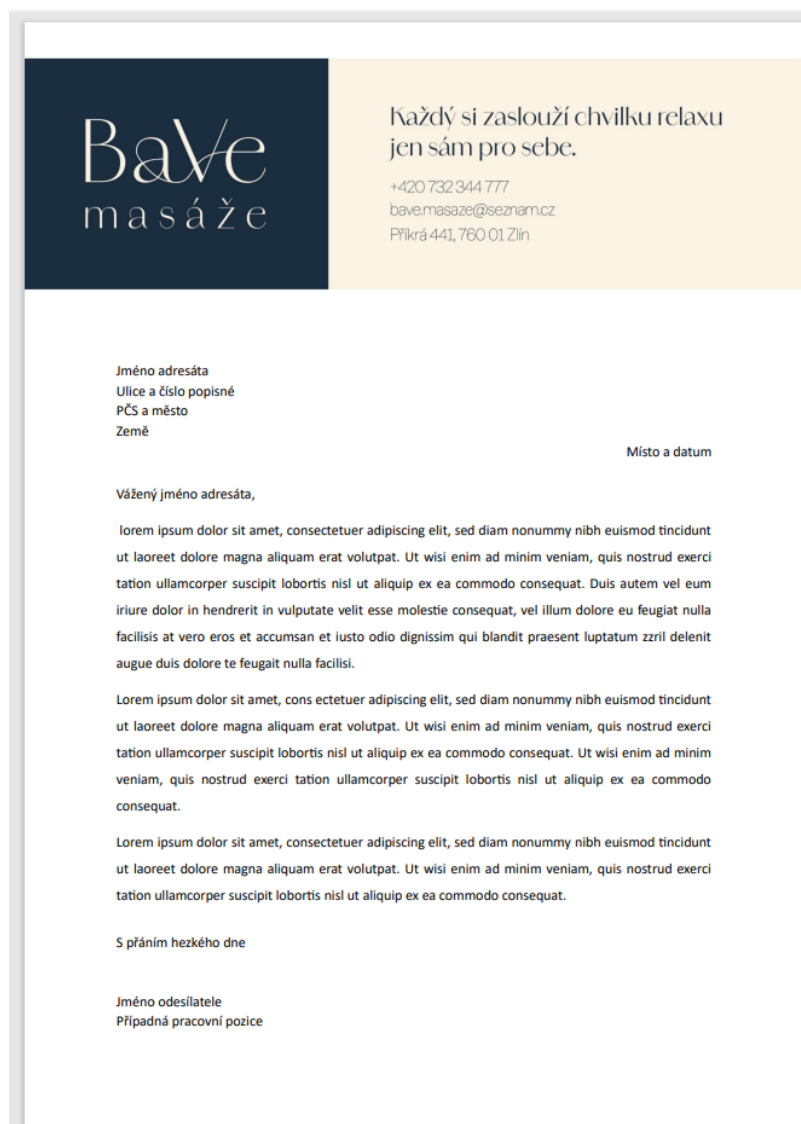 BaVe
masáže
Každý si zaslouží chvilku relaxu
jen sám pro sebe.
+420 732 344 777
bave.masaze@seznam.cz
Příkrá 441, 760 01 Zlín
Jméno adresáta
Ulice a číslo popisné
PČS a město
Země
Místo a datum
Vážený jméno adresáta,
lorem ipsum dolor sit amet, consectetuer adipiscing elit, sed diam nonummy nibh euismod tincidunt
ut laoreet dolore magna aliquam erat volutpat. Ut wisi enim ad minim veniam, quis nostrud exerci
tation ullamcorper suscipit lobortis nisl ut aliquip ex ea commodo consequat. Duis autem vel eum
iriure dolor in hendrerit in vulputate velit esse molestie consequat, vel illum dolore eu feugiat nulla
facilisis at vero eros et accumsan et iusto odio dignissim qui blandit praesent luptatum zzril delenit
augue duis dolore te feugait nulla facilisi.
Lorem ipsum dolor sit amet, cons ectetuer adipiscing elit, sed diam nonummy nibh euismod tincidunt
ut laoreet dolore magna aliquam erat volutpat. Ut wisi enim ad minim veniam, quis nostrud exerci
tation ullamcorper suscipit lobortis nisl ut aliquip ex ea commodo consequat. Ut wisi enim ad minim
veniam, quis nostrud exerci tation ullamcorper suscipit lobortis nisl ut aliquip ex ea commodo
consequat.
Lorem ipsum dolor sit amet, consectetuer adipiscing elit, sed diam nonummy nibh euismod tincidunt
ut laoreet dolore magna aliquam erat volutpat. Ut wisi enim ad minim veniam, quis nostrud exerci
tation ullamcorper suscipit lobortis nisl ut aliquip ex ea commodo consequat.
S přáním hezkého dne
Jméno odesílatele
Případná pracovní pozice